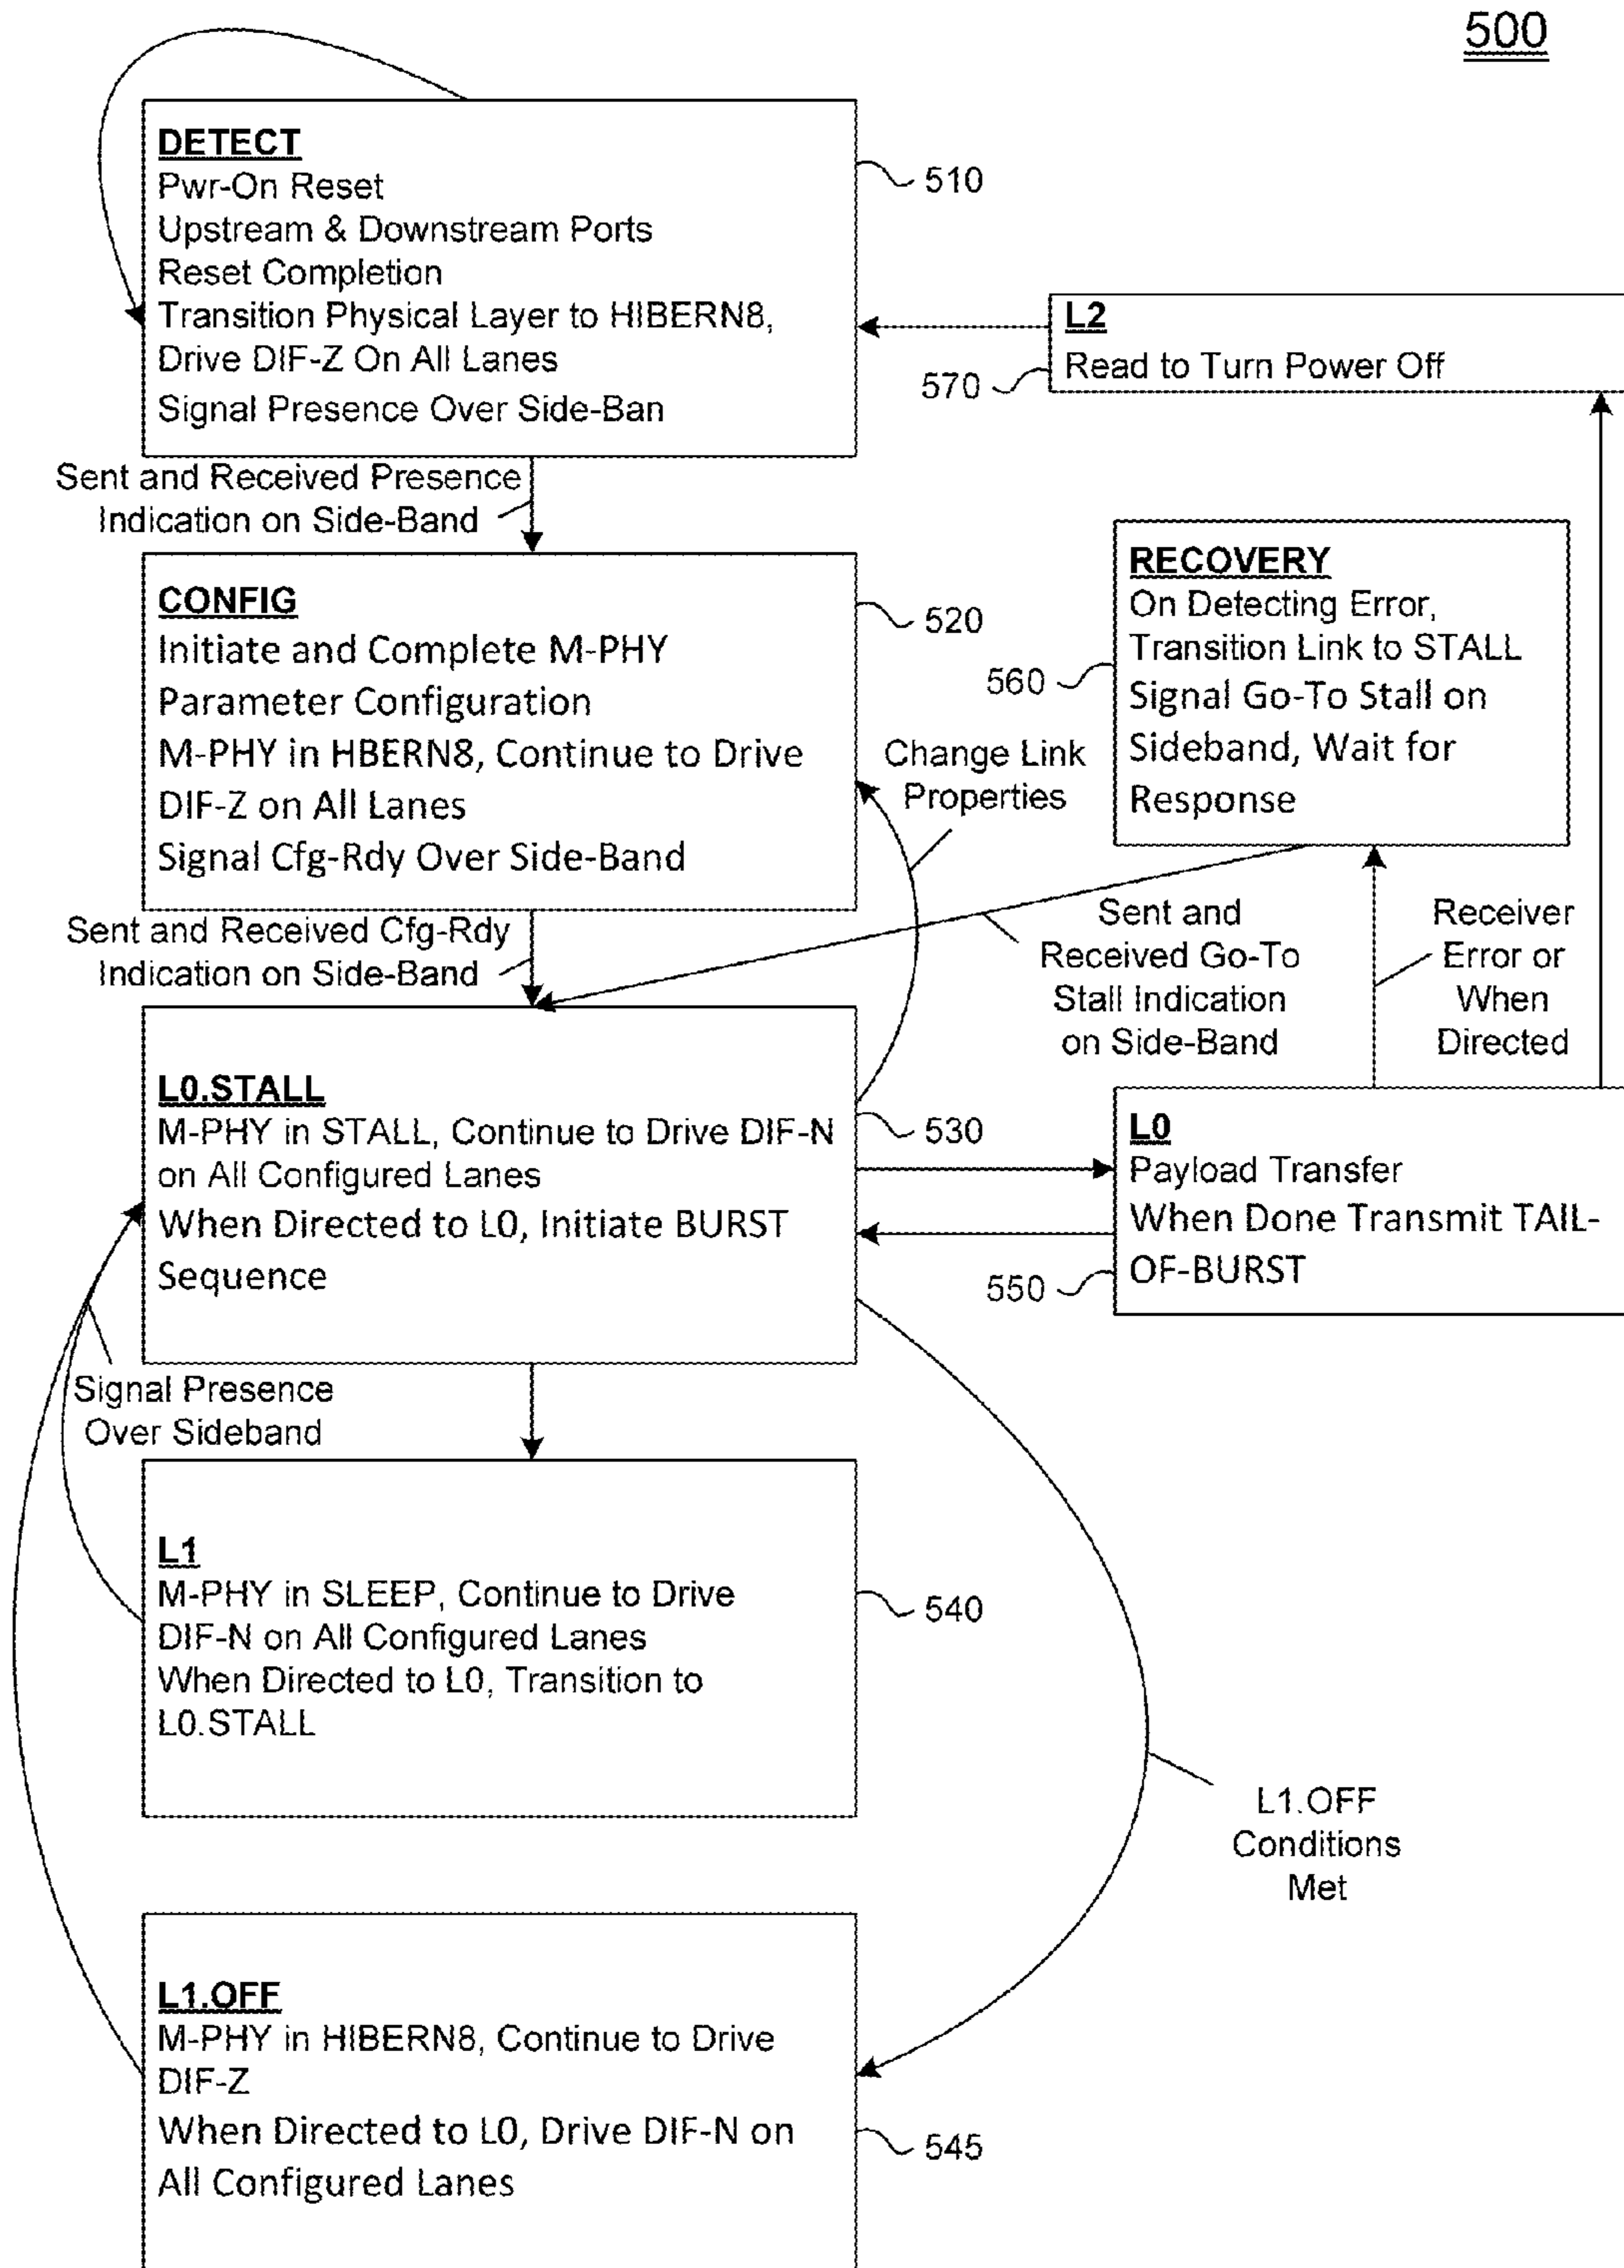 500
DETECT
Pwr-On Reset
Upstream & Downstream Ports
Reset Completion
Transition Physical Layer to HIBERN8,
Drive DIF-Z On All Lanes
Signal Presence Over Side-Ban
510
L2
Read to Turn Power Off
570
Sent and Received Presence
Indication on Side-Band
CONFIG
Initiate and Complete M-PHY
Parameter Configuration
M-PHY in HBERN8, Continue to Drive
DIF-Z on All Lanes
Signal Cfg-Rdy Over Side-Band
520
RECOVERY
On Detecting Error,
Transition Link to STALL
Signal Go-To Stall on
Sideband, Wait for
Response
560
Change Link
Properties
Sent and Received Cfg-Rdy
Indication on Side-Band
Sent and
Received Go-To
Stall Indication
on Side-Band
Receiver
Error or
When
Directed
L0.STALL
M-PHY in STALL, Continue to Drive DIF-N
on All Configured Lanes
When Directed to L0, Initiate BURST
Sequence
530
L0
Payload Transfer
When Done Transmit TAIL-
OF-BURST
550
Signal Presence
Over Sideband
L1
M-PHY in SLEEP, Continue to Drive
DIF-N on All Configured Lanes
When Directed to L0, Transition to
L0.STALL
540
L1.OFF
Conditions
Met
L1.OFF
M-PHY in HIBERN8, Continue to Drive
DIF-Z
When Directed to L0, Drive DIF-N on
All Configured Lanes
545